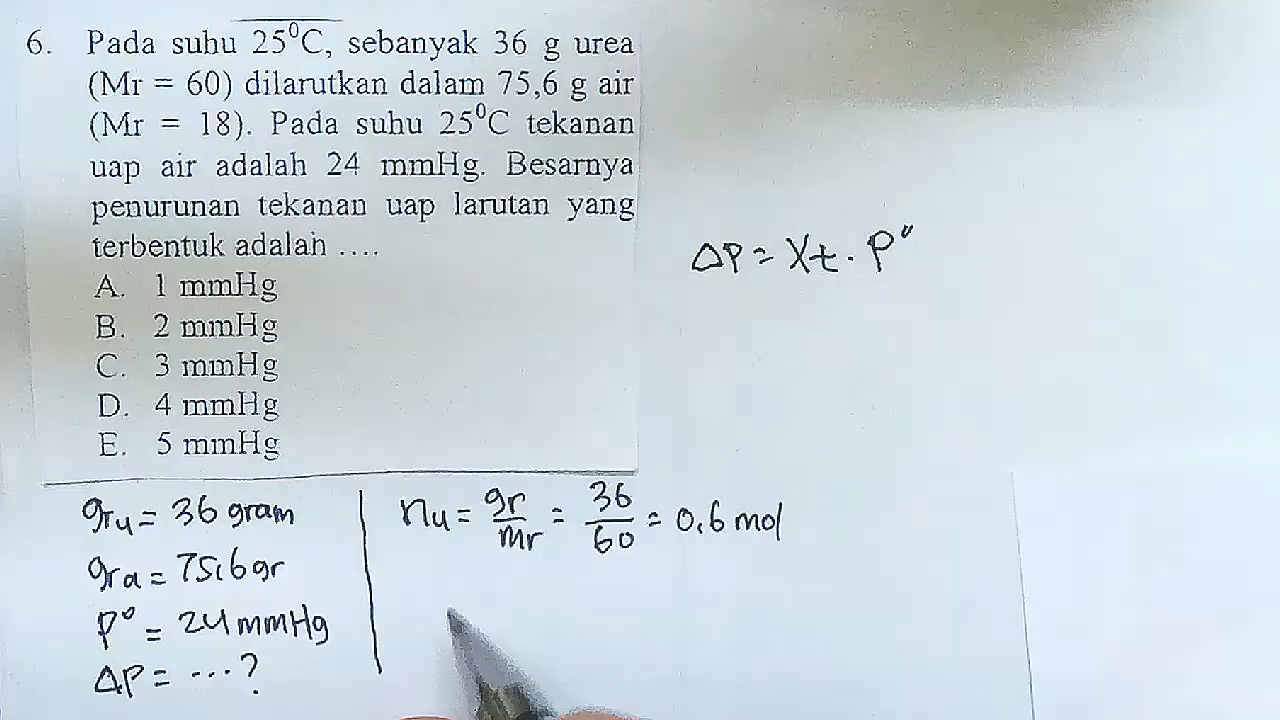 6. Pada suhu 25⁰C, sebanyak 36 g urea
(Mr = 60) dilarutkan dalam 75,6 g air
(Mr = 18). Pada suhu 25⁰C tekanan
uap air adalah 24 mmHg. Besarnya
penurunan tekanan uap larutan yang
terbentuk adalah ....
A. 1 mmHg
B. 2 mmHg
C. 3 mmHg
D. 4 mmHg
E. 5 mmHg
ΔP = Xt . P°
gru = 36 gram
gra = 75,6 gr
P° = 24 mmHg
ΔP = ...?
nu = gr/mr = 36/60 = 0,6 mol